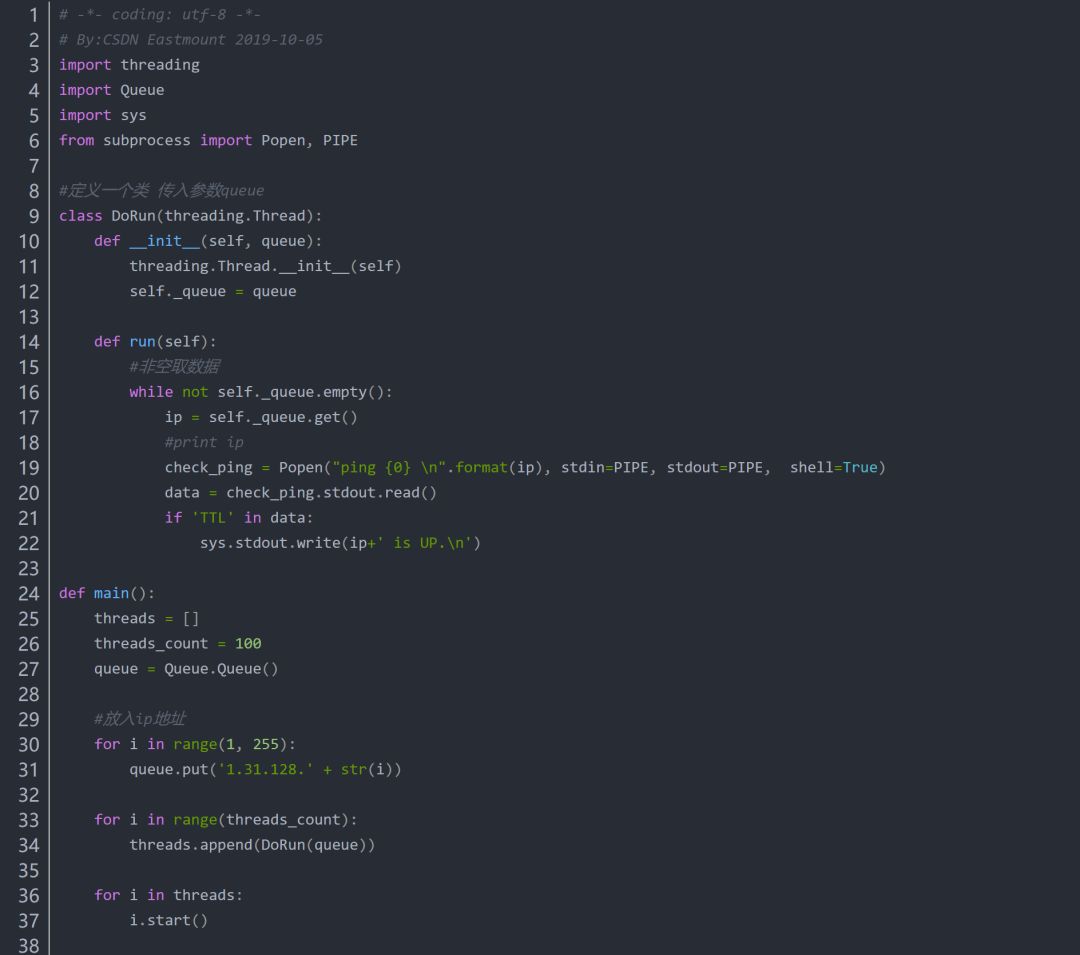 1 # -*- coding: utf-8 -*-
2 # By:CSDN Eastmount 2019-10-05
3 import threading
4 import Queue
5 import sys
6 from subprocess import Popen, PIPE
7
8 #定义一个类 传入参数queue
9 class DoRun(threading.Thread):
10     def __init__(self, queue):
11         threading.Thread.__init__(self)
12         self._queue = queue
13
14     def run(self):
15         #非空取数据
16         while not self._queue.empty():
17             ip = self._queue.get()
18             #print ip
19             check_ping = Popen("ping {0} \n".format(ip), stdin=PIPE, stdout=PIPE,  shell=True)
20             data = check_ping.stdout.read()
21             if 'TTL' in data:
22                 sys.stdout.write(ip+' is UP.\n')
23
24 def main():
25     threads = []
26     threads_count = 100
27     queue = Queue.Queue()
28
29     #放入ip地址
30     for i in range(1, 255):
31         queue.put('1.31.128.' + str(i))
32
33     for i in range(threads_count):
34         threads.append(DoRun(queue))
35
36     for i in threads:
37         i.start()
38